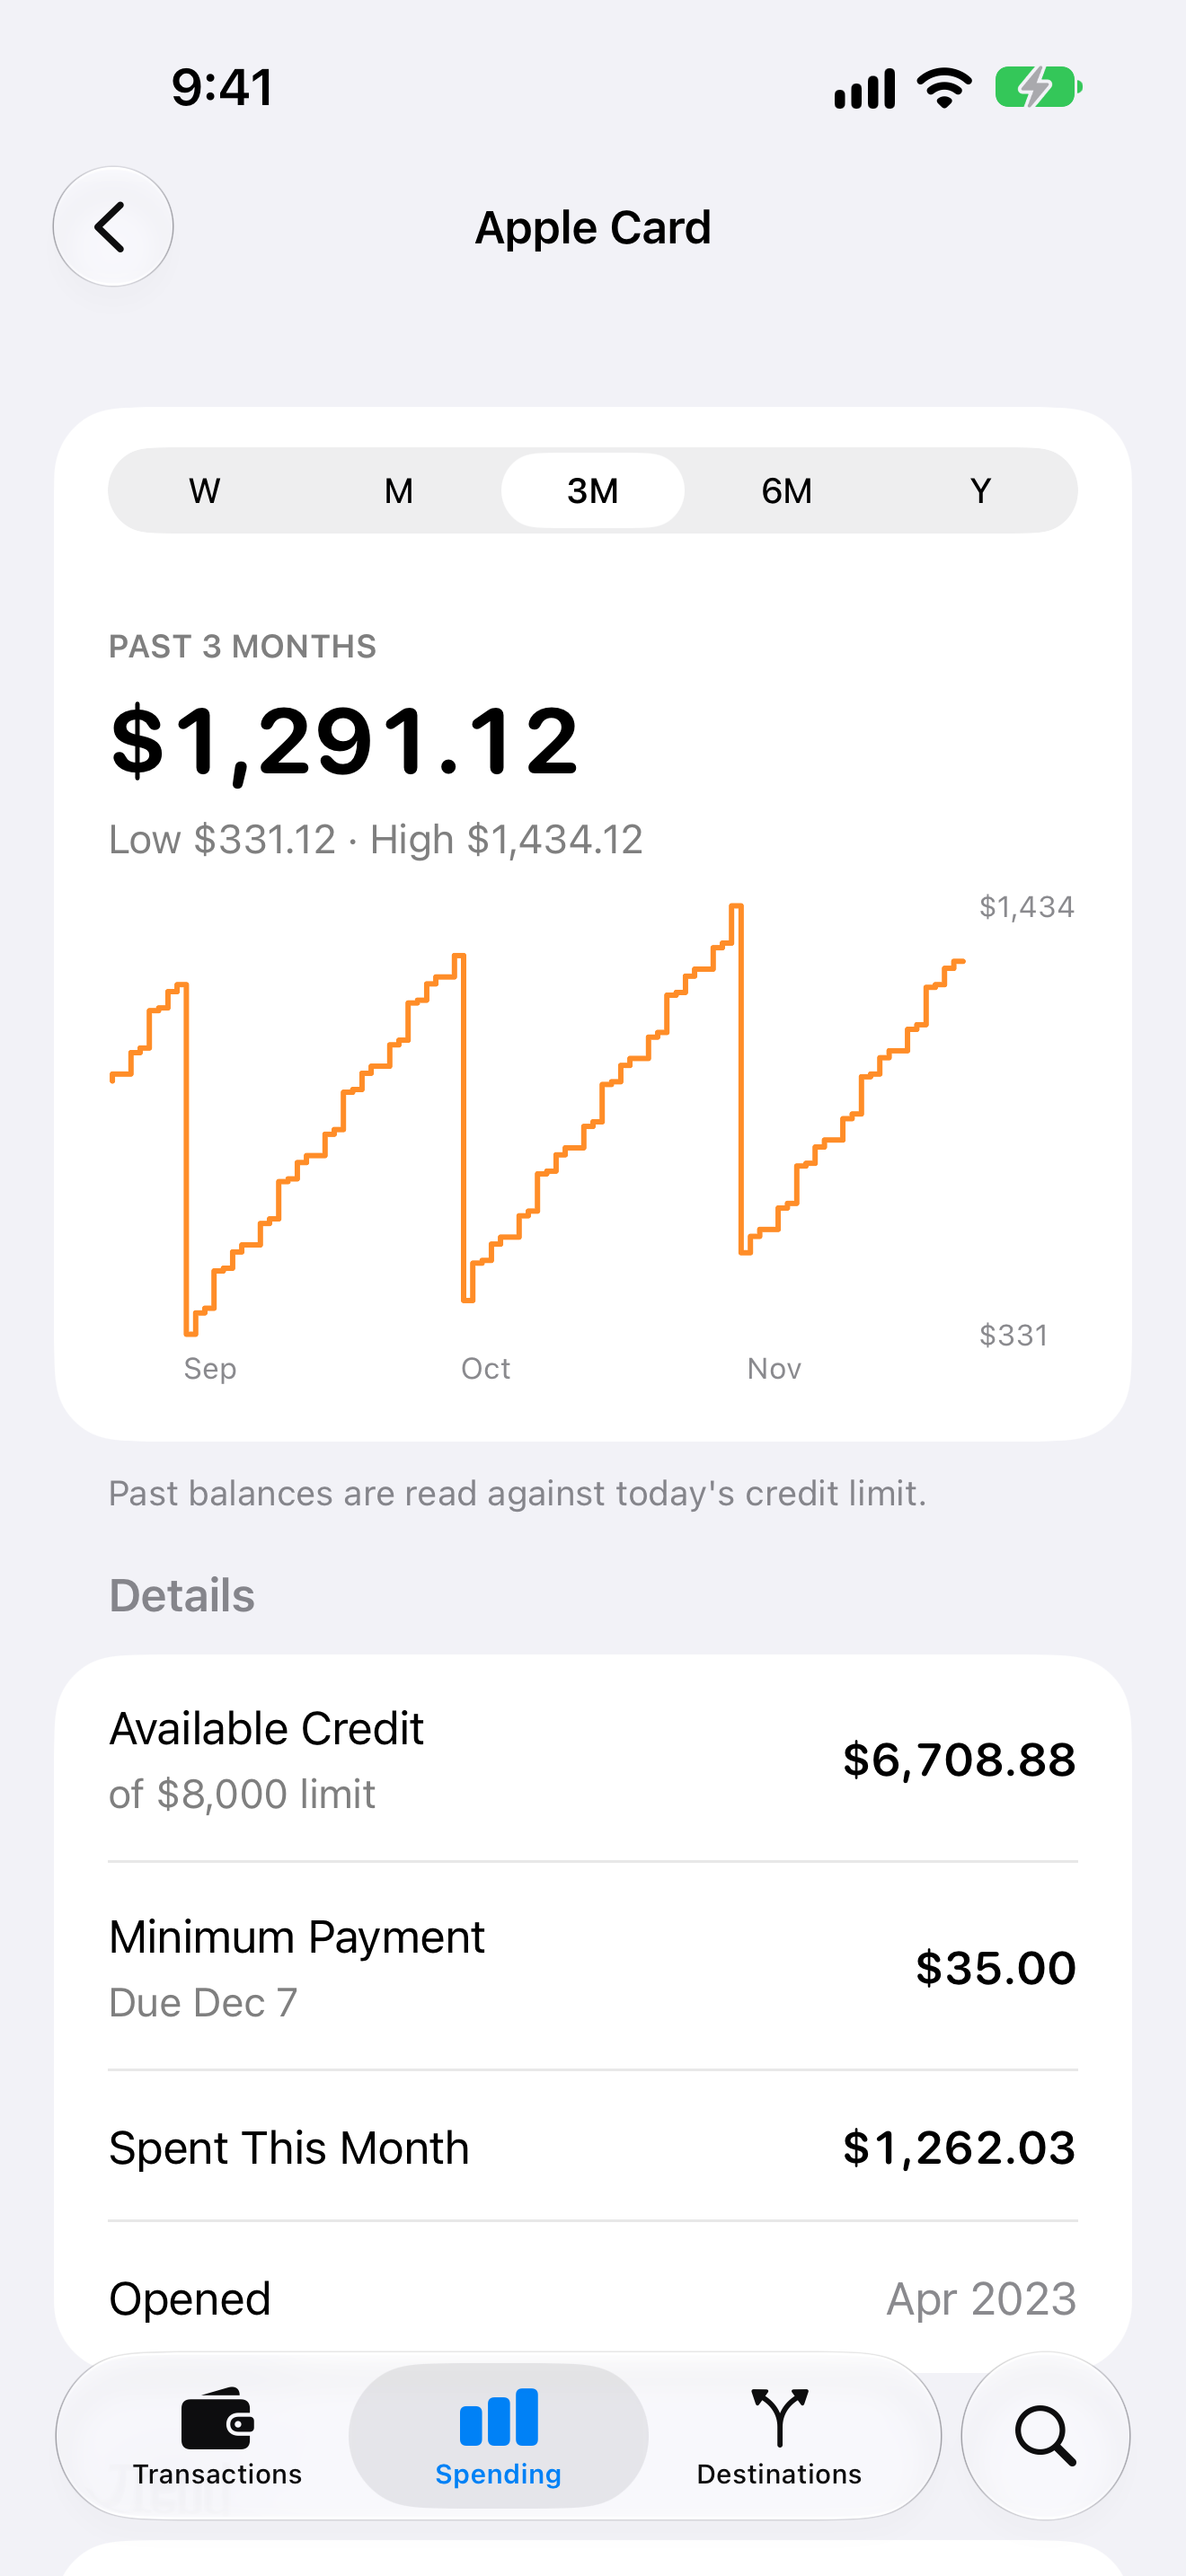 9:41
Apple Card
W M 3M 6M Y
PAST 3 MONTHS
$1,291.12
Low $331.12 · High $1,434.12
$1,434
$331
Sep Oct Nov
Past balances are read against today's credit limit.
Details
Available Credit
$6,708.88
of $8,000 limit
Minimum Payment
$35.00
Due Dec 7
Spent This Month $1,262.03
Opened Apr 2023
Transactions Spending Destinations